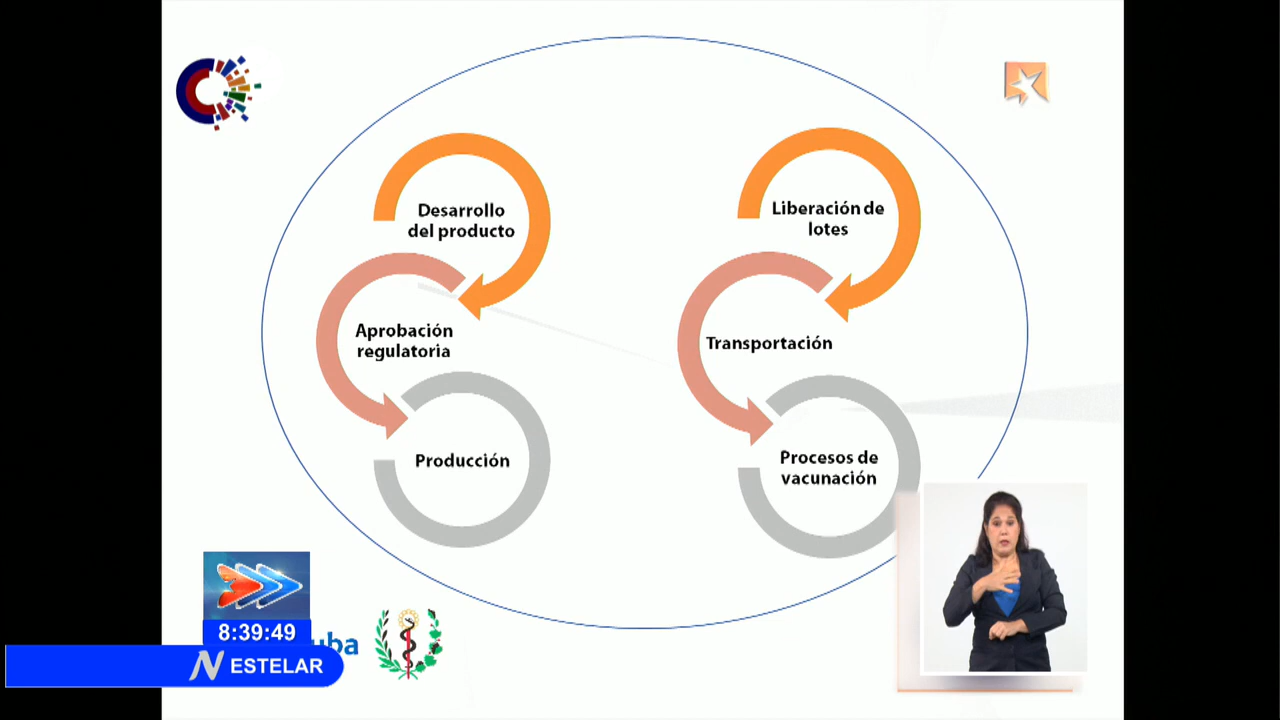 Desarrollo
del producto
Aprobación
regulatoria
Producción
Liberación de
lotes
Transportación
Procesos de
vacunación
8:39:49
uba
N ESTELAR